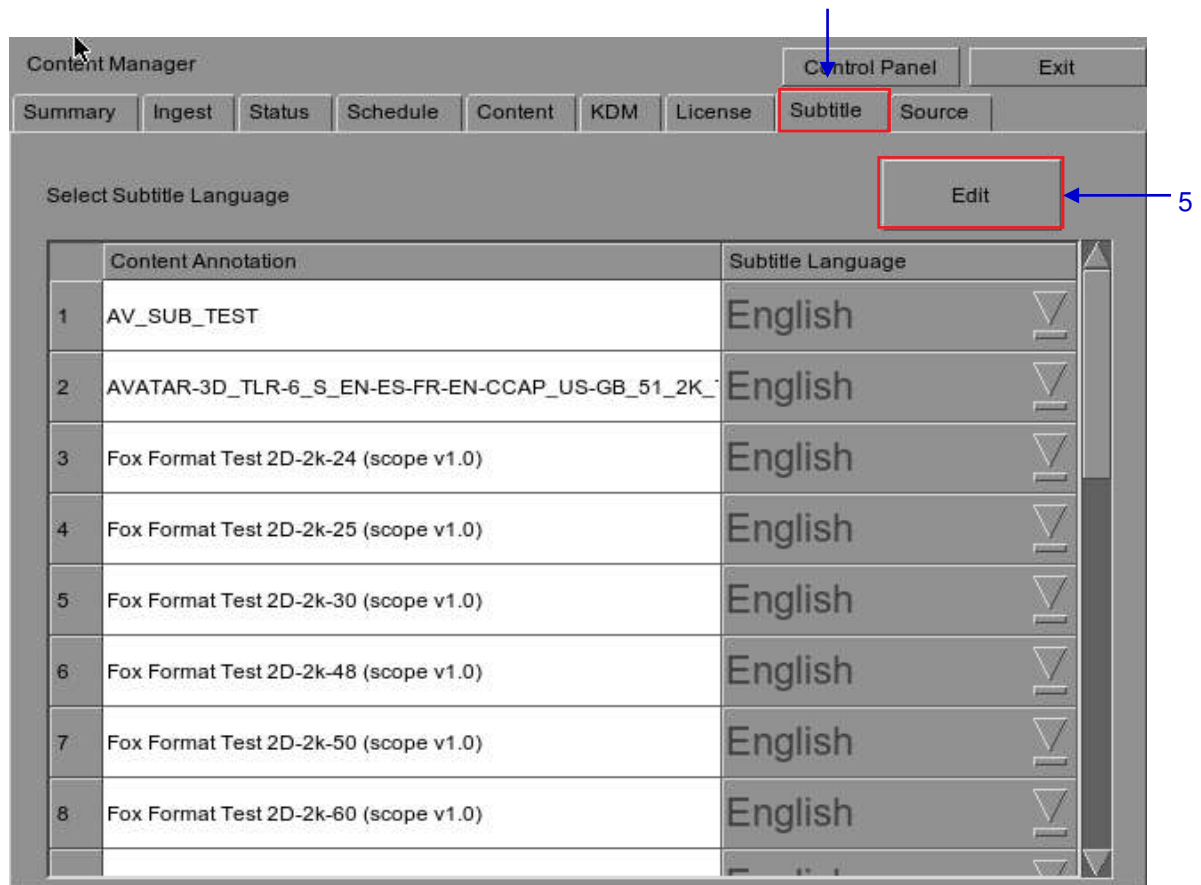 Content Manager
Control Panel
Exit
Summary Ingest Status Schedule Content KDM License Subtitle Source
Select Subtitle Language
Edit
5
Content Annotation Subtitle Language
1 AV_SUB_TEST English
2 AVATAR-3D_TLR-6_S_EN-ES-FR-EN-CCAP_US-GB_51_2K_ English
3 Fox Format Test 2D-2k-24 (scope v1.0) English
4 Fox Format Test 2D-2k-25 (scope v1.0) English
5 Fox Format Test 2D-2k-30 (scope v1.0) English
6 Fox Format Test 2D-2k-48 (scope v1.0) English
7 Fox Format Test 2D-2k-50 (scope v1.0) English
8 Fox Format Test 2D-2k-60 (scope v1.0) English